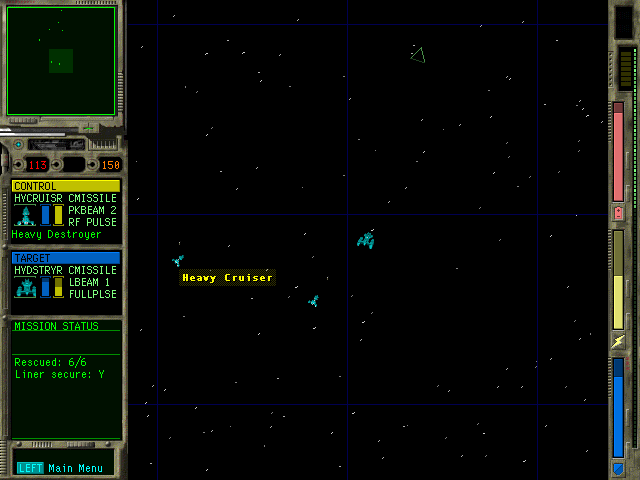 113 150
CONTROL
HVCRUISR CMISSILE
PKBEAM 2
RF PULSE
Heavy Destroyer
TARGET
HVDSTRYR CMISSILE
LBEAM 1
FULLPLSE
MISSION STATUS
Rescued: 6/6
Liner secure: Y
LEFT Main Menu
Heavy Cruiser